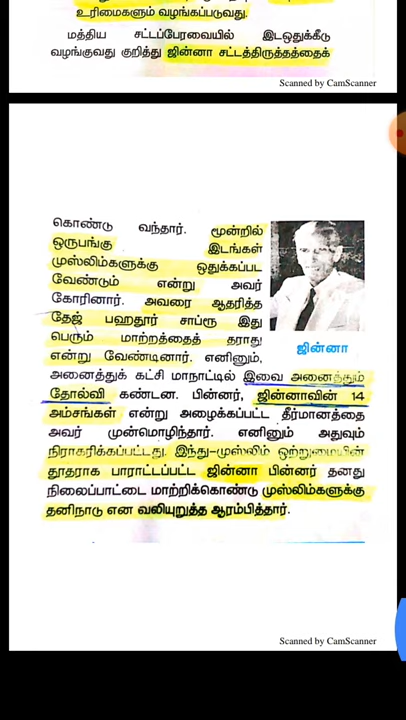 உரிமைகளும் வழங்கப்படுவது.
மத்திய சட்டப்பேரவையில் இடஒதுக்கீடு
வழங்குவது குறித்து ஜின்னா சட்டத்திருத்தத்தைக்
Scanned by CamScanner
கொண்டு வந்தார். மூன்றில்
ஒருபங்கு இடங்கள்
முஸ்லிம்களுக்கு ஒதுக்கப்பட
வேண்டும் என்று அவர்
கோரினார். அவரை ஆதரித்த
தேஜ் பஹதூர் சாப்ரூ இது
பெரும் மாற்றத்தைத் தராது
என்று வேண்டினார். எனினும்,
ஜின்னா
அனைத்துக் கட்சி மாநாட்டில் இவை அனைத்தும்
தோல்வி கண்டன. பின்னர், ஜின்னாவின் 14
அம்சங்கள் என்று அழைக்கப்பட்ட தீர்மானத்தை
அவர் முன்மொழிந்தார். எனினும் அதுவும்
நிராகரிக்கப்பட்டது. இந்து-முஸ்லிம் ஒற்றுமையின்
தூதராக பாராட்டப்பட்ட ஜின்னா பின்னர் தனது
நிலைப்பாட்டை மாற்றிக்கொண்டு முஸ்லிம்களுக்கு
தனிநாடு என வலியுறுத்த ஆரம்பித்தார்.
Scanned by CamScanner